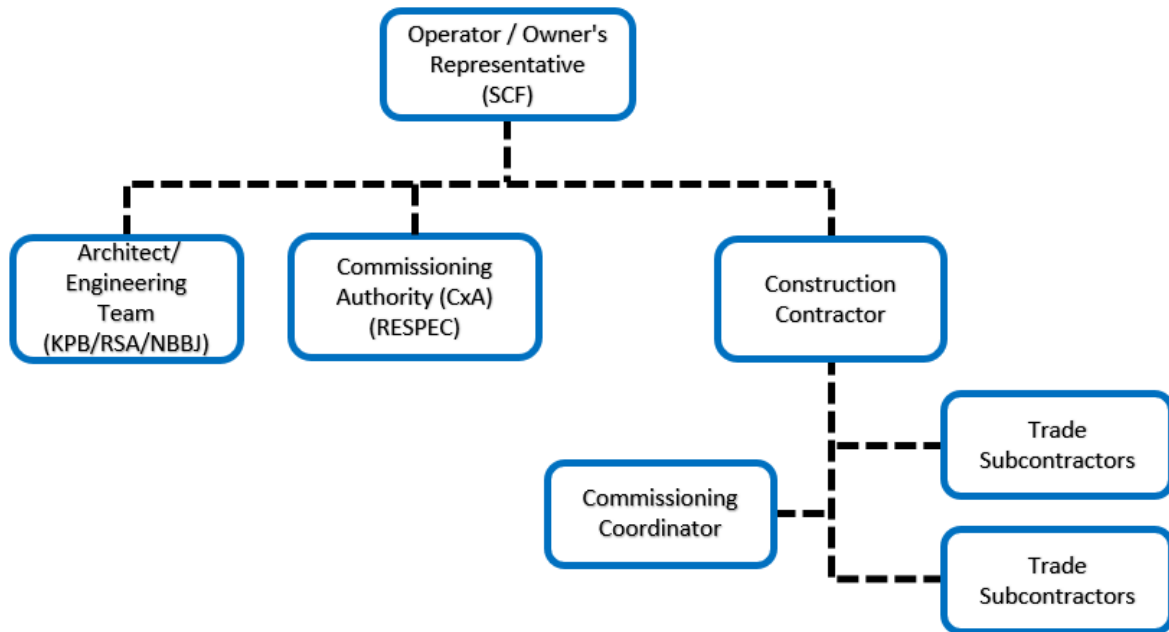 Operator / Owner's
Representative
(SCF)
Architect/
Engineering
Team
(KPB/RSA/NBBJ)
Commissioning
Authority (CxA)
(RESPEC)
Construction
Contractor
Trade
Subcontractors
Commissioning
Coordinator
Trade
Subcontractors